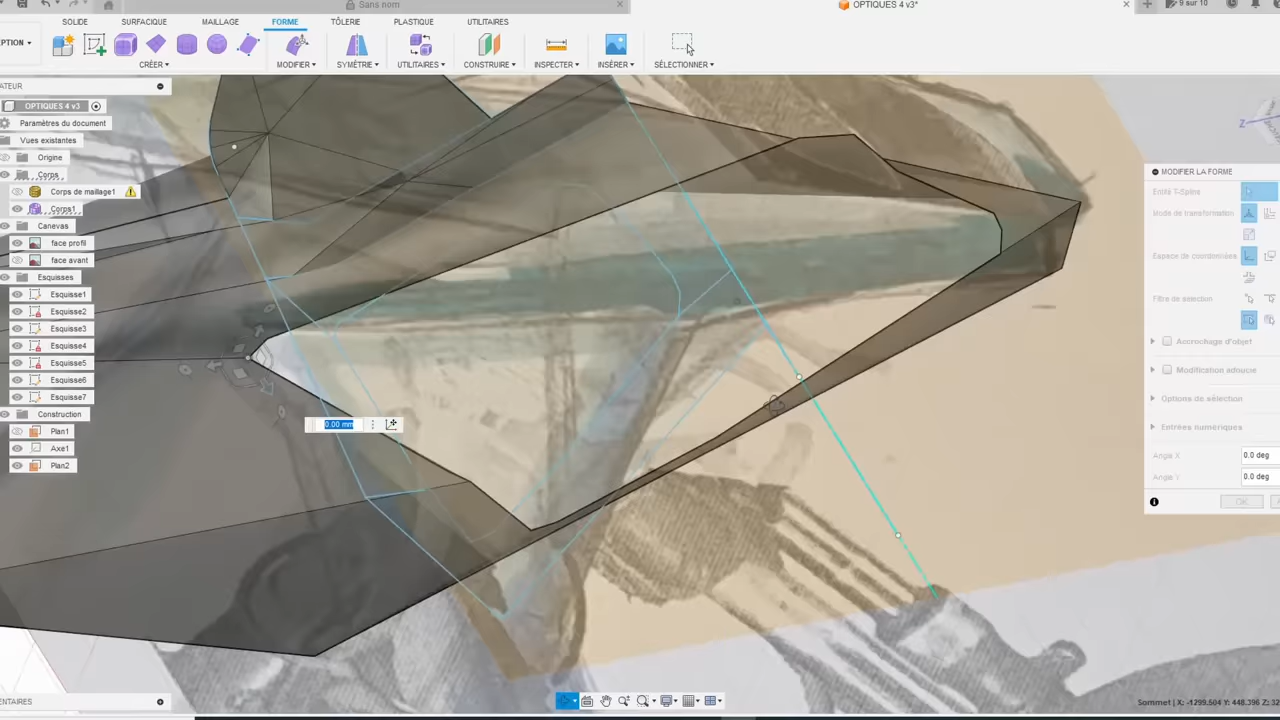 Sans nom
OPTIQUES 4 v3*
9 sur 10
SOLIDE SURFACIQUE MAILLAGE FORME TÔLERIE PLASTIQUE UTILITAIRES
EPTION
CRÉER MODIFIER SYMÉTRIE UTILITAIRES CONSTRUIRE INSPECTER INSÉRER SÉLECTIONNER
ATEUR
OPTIQUES 4 v3
Paramètres du document
Vues existantes
Origine
Corps
Corps de maillage1
Corps1
Canevas
face profil
face avant
Esquisses
Esquisse1
Esquisse2
Esquisse3
Esquisse4
Esquisse5
Esquisse6
Esquisse7
Construction
Plan1
Axe1
Plan2
0.00 mm
Z
MODIFIER LA FORME
Entité T-Spline
Mode de transformation
Espace de coordonnées
Filtre de sélection
Accrochage d'objet
Modification adoucie
Options de sélection
Entrées numériques
Angle X 0.0 deg
Angle Y 0.0 deg
OK
ENTAIRES
Sommet | X: -1299.504 Y: 448.396 Z: 32